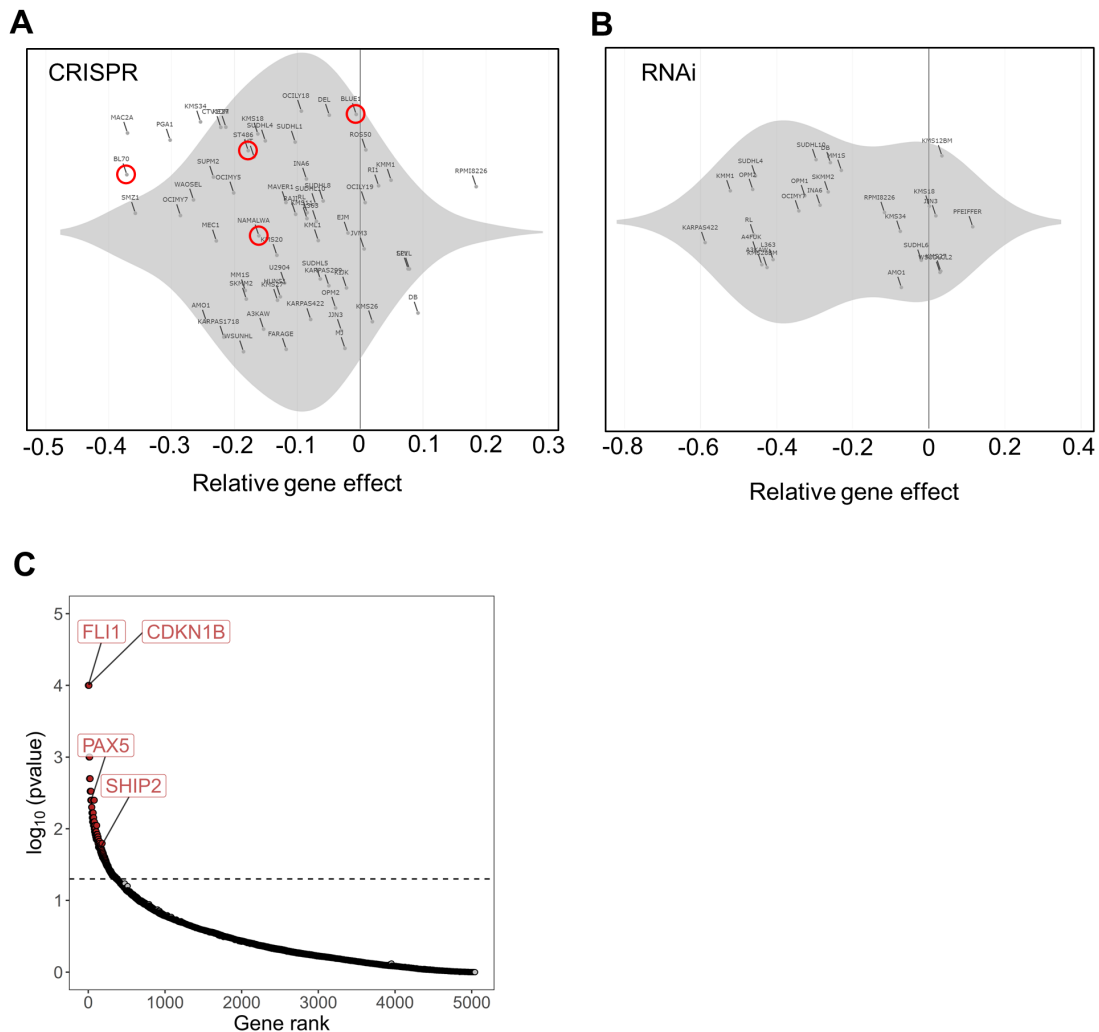 A
CRISPR
OCILY18
DEL
BLUE1
KMS34
MAC2A
PGA1
KMS18
SUDHL4
ST486
SUDHL1
ROS50
BL70
SUPM2
INA6
RI1
KMM1
RPMI8226
WAOSEL
OCIMY5
SMZ1
OCIMY7
MAVER1
SUDHL8
SUDHL10
OCILY19
MEC1
NAMALWA
KML1
EJM
JVM3
KMS20
U2904
SUDHL5
KARPAS299
MM1S
SKMM2
KMS27
OPM2
DB
AMO1
KARPAS1718
A3KAW
KARPAS422
JJN3
KMS26
WSUNHL
FARAGE
MJ
-0.5
-0.4
-0.3
-0.2
-0.1
0
0.1
0.2
0.3
Relative gene effect
B
RNAi
KMS12BM
SUDHL10
DB
MM1S
SUDHL4
KMM1
OPM2
OPM1
SKMM2
OCIMY7
INA6
RPMI8226
KMS18
JJN3
KMS34
PFEIFFER
RL
KARPAS422
A4FUK
L363
SUDHL6
AMO1
-0.8
-0.6
-0.4
-0.2
0
0.2
0.4
Relative gene effect
C
5
4
3
2
1
0
log10 (pvalue)
FLI1
CDKN1B
PAX5
SHIP2
0
1000
2000
3000
4000
5000
Gene rank